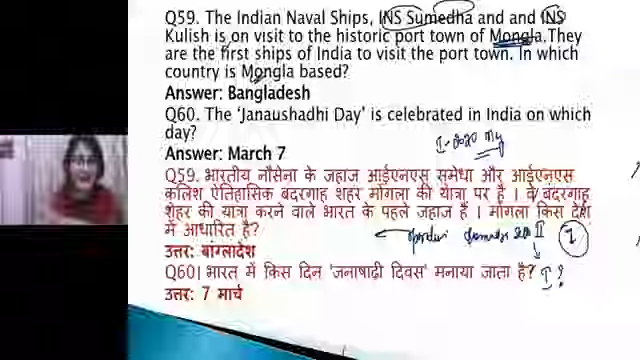 Q59. The Indian Naval Ships, INS Sumedha and and INS
Kulish is on visit to the historic port town of Mongla.They
are the first ships of India to visit the port town. In which
country is Mongla based?
Answer: Bangladesh
Q60. The ‘Janaushadhi Day’ is celebrated in India on which
day?
Answer: March 7
Q59. भारतीय नौसेना के जहाज आईएनएस सुमेधा और आईएनएस
कुलिश ऐतिहासिक बंदरगाह शहर मोंगला की यात्रा पर हैं । वे बंदरगाह
शहर की यात्रा करने वाले भारत के पहले जहाज हैं । मोंगला किस देश
में आधारित है?
उत्तर: बांग्लादेश
Q60। भारत में किस दिन 'जनाषाढ़ी दिवस' मनाया जाता है?
उत्तर: 7 मार्च